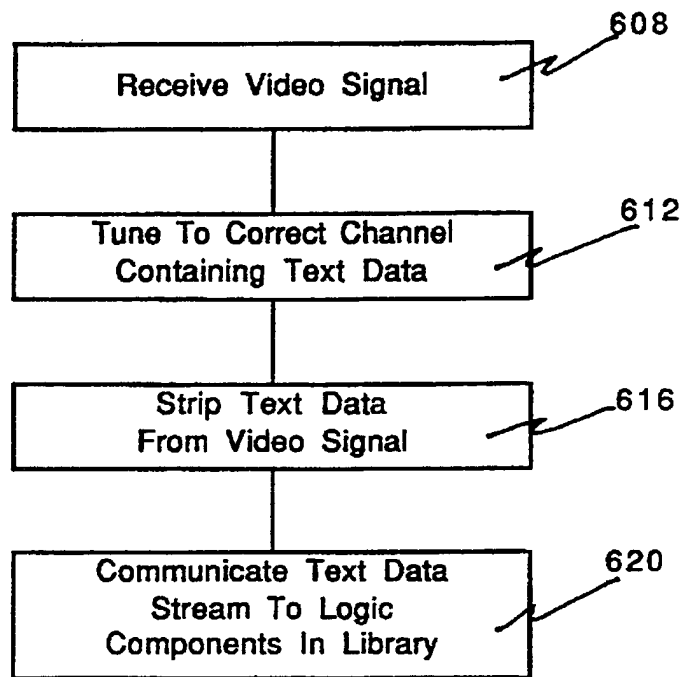 608
Receive Video Signal
612
Tune To Correct Channel
Containing Text Data
616
Strip Text Data
From Video Signal
620
Communicate Text Data
Stream To Logic
Components In Library